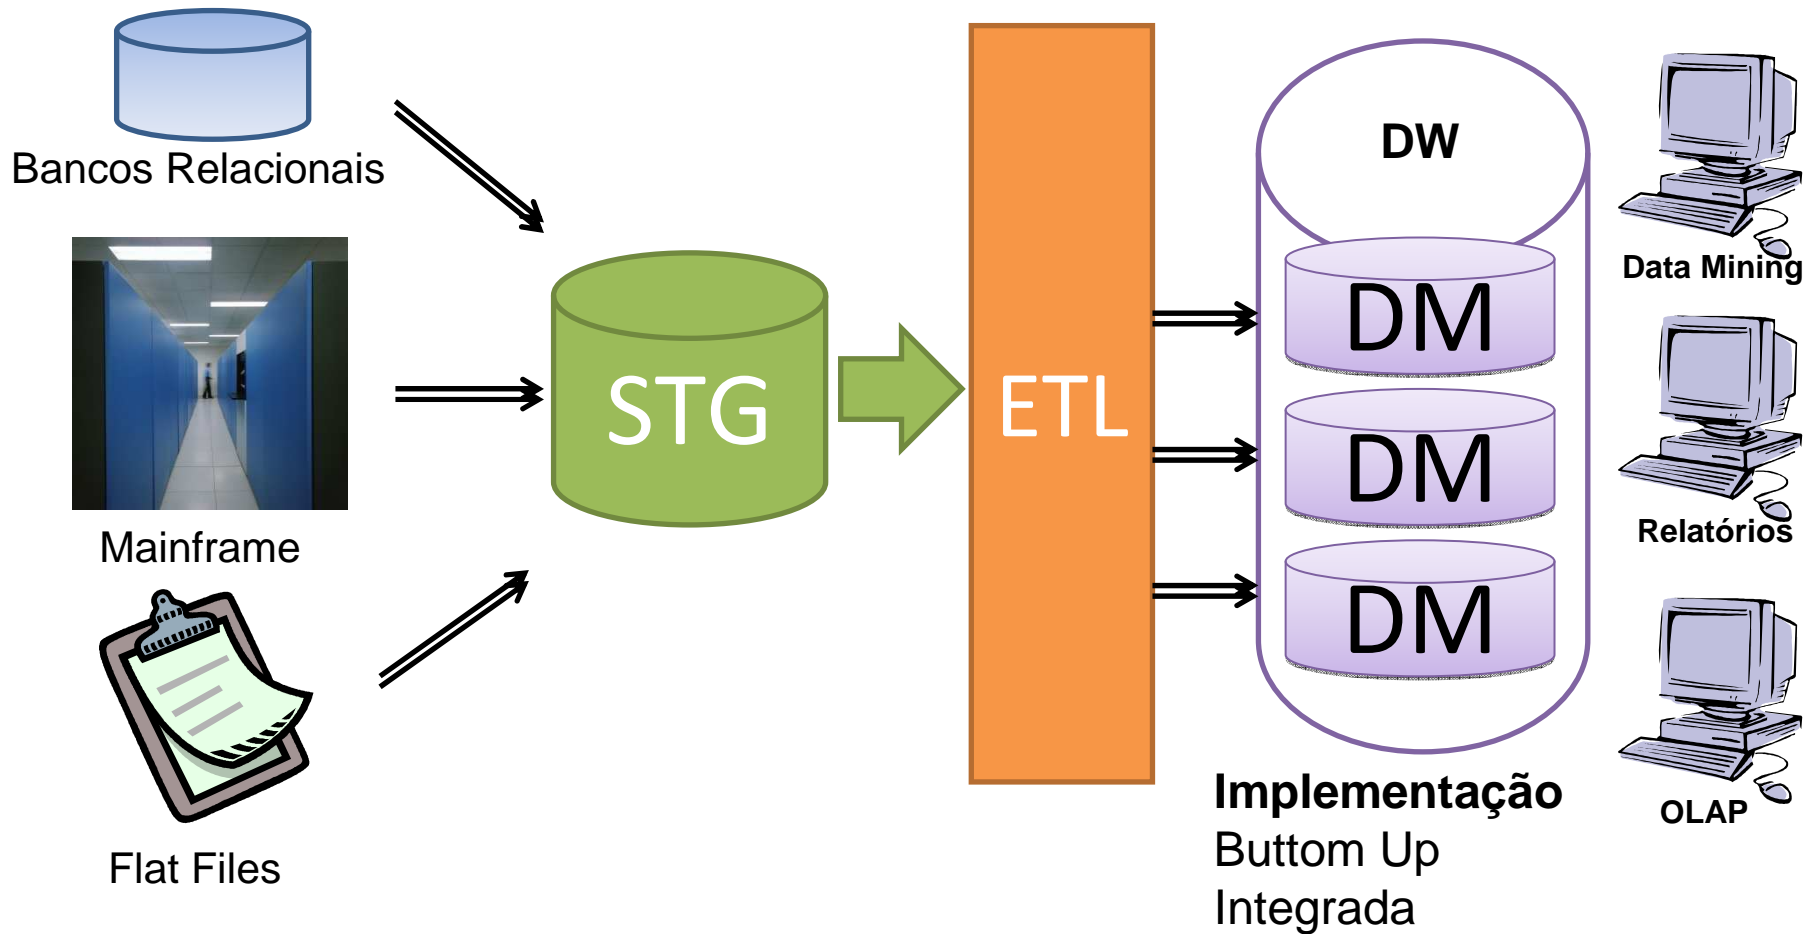 Bancos Relacionais
Mainframe
Flat Files
STG
ETL
DW
DM
DM
DM
Implementação
Buttom Up
Integrada
Data Mining
Relatórios
OLAP